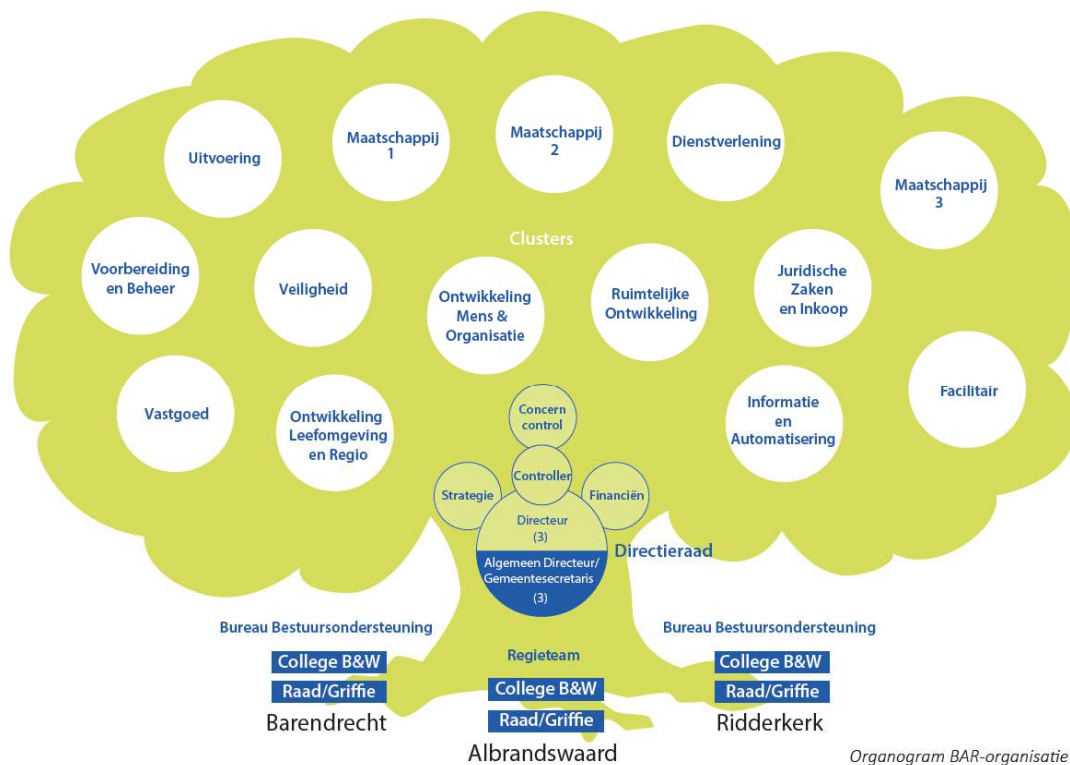 Uitvoering
Maatschappij
1
Maatschappij
2
Dienstverlening
Maatschappij
3
Clusters
Voorbereiding
en Beheer
Veiligheid
Ontwikkeling
Mens &
Organisatie
Ruimtelijke
Ontwikkeling
Juridische
Zaken
en Inkoop
Vastgoed
Ontwikkeling
Leefomgeving
en Regio
Informatie
en
Automatisering
Facilitair
Concern
control
Controller
Strategie
Financiën
Directeur
(3)
Directieraad
Algemeen Directeur/
Gemeentesecretaris
(3)
Bureau Bestuursondersteuning
College B&W
Raad/Griffie
Barendrecht
Regieteam
College B&W
Raad/Griffie
Albrandswaard
Bureau Bestuursondersteuning
College B&W
Raad/Griffie
Ridderkerk
Organogram BAR-organisatie